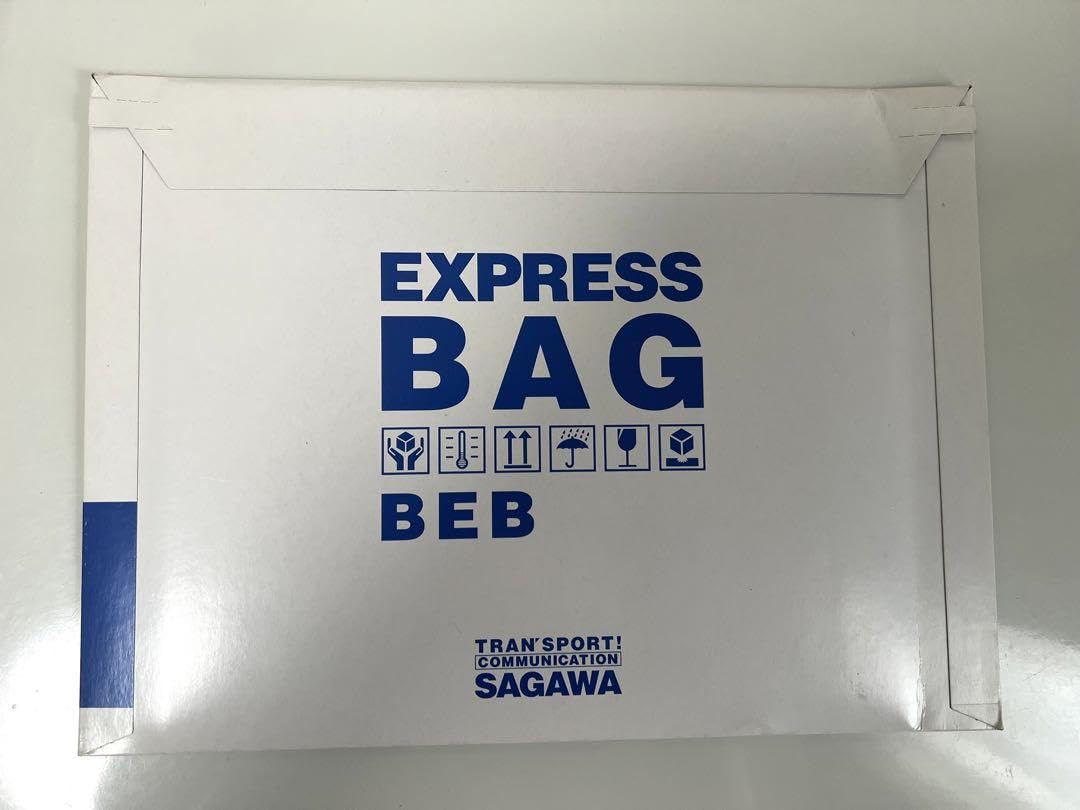 EXPRESS
BAG
BEB
TRAN'SPORT!
COMMUNICATION
SAGAWA